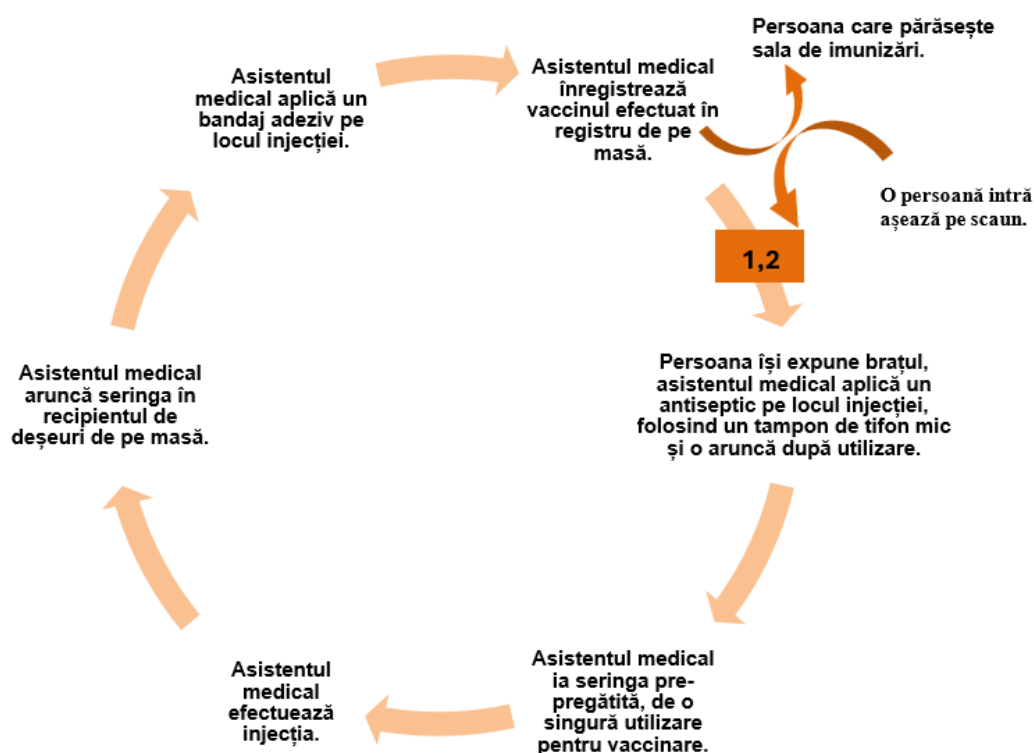 Persoana care părăsește
sala de imunizări.
Asistentul medical
înregistrează
vaccinul efectuat în
registru de pe
masă.
O persoană intră
așează pe scaun.
1,2
Persoana își expune brațul,
asistentul medical aplică un
antiseptic pe locul injecției,
folosind un tampon de tifon mic
și o aruncă după utilizare.
Asistentul medical
ia seringa pre-
pregătită, de o
singură utilizare
pentru vaccinare.
Asistentul
medical
efectuează
injecția.
Asistentul medical
aruncă seringa în
recipientul de
deșeuri de pe masă.
Asistentul
medical aplică un
bandaj adeziv pe
locul injecției.